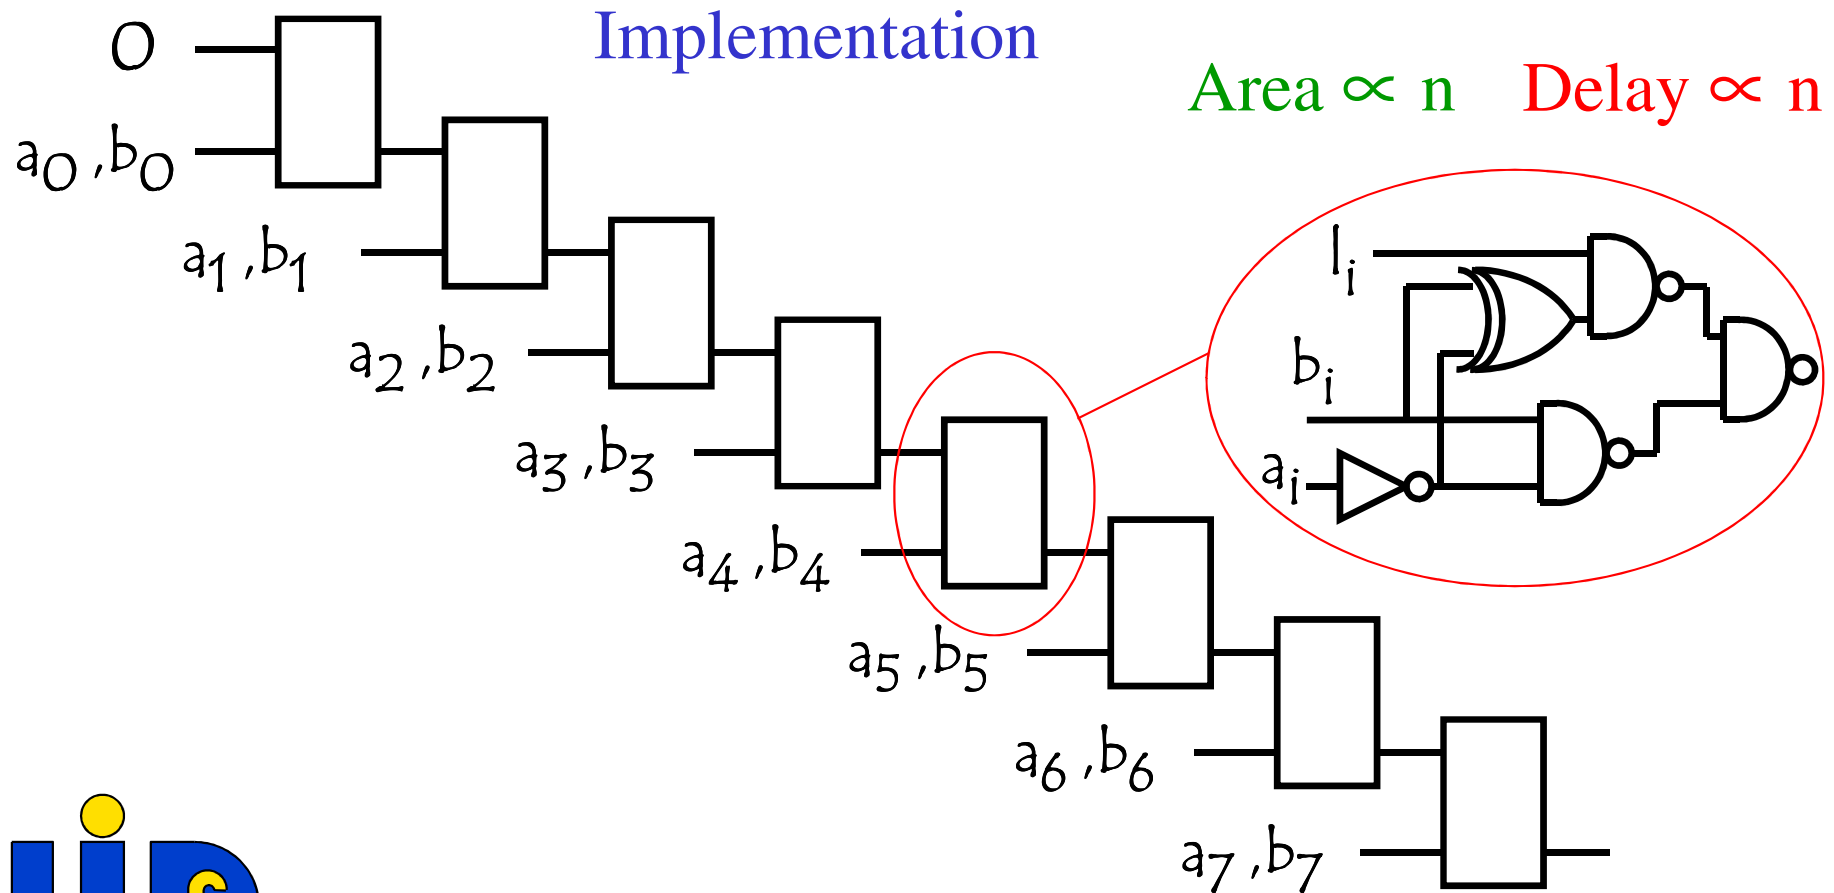 Implementation
Area ∝ n Delay ∝ n
0
a0 ,b0
a1 ,b1
a2 ,b2
a3 ,b3
a4 ,b4
a5 ,b5
a6 ,b6
a7 ,b7
li
bi
ai